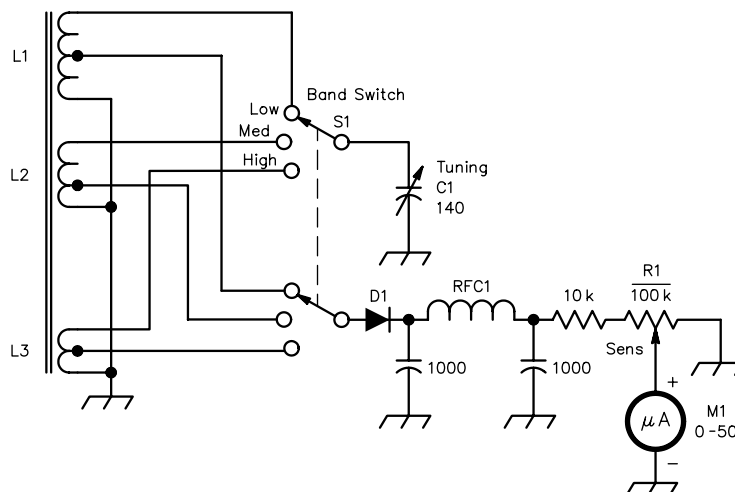 L1
Low
Band Switch
S1
Med
High
L2
Tuning
C1
140
D1
RFC1
10 k
R1
100 k
L3
1000
1000
Sens
+
μA
M1
0-50
−